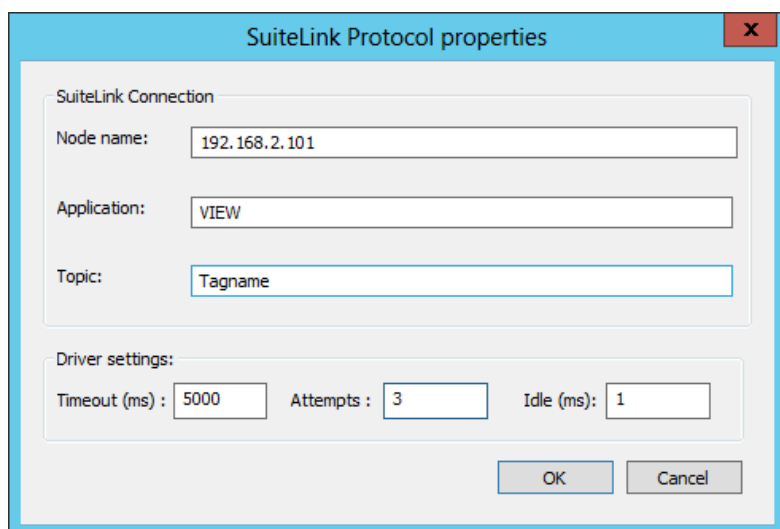 SuiteLink Protocol properties
x
SuiteLink Connection
Node name: 192.168.2.101
Application: VIEW
Topic: Tagname
Driver settings:
Timeout (ms) : 5000 Attempts : 3 Idle (ms): 1
OK Cancel